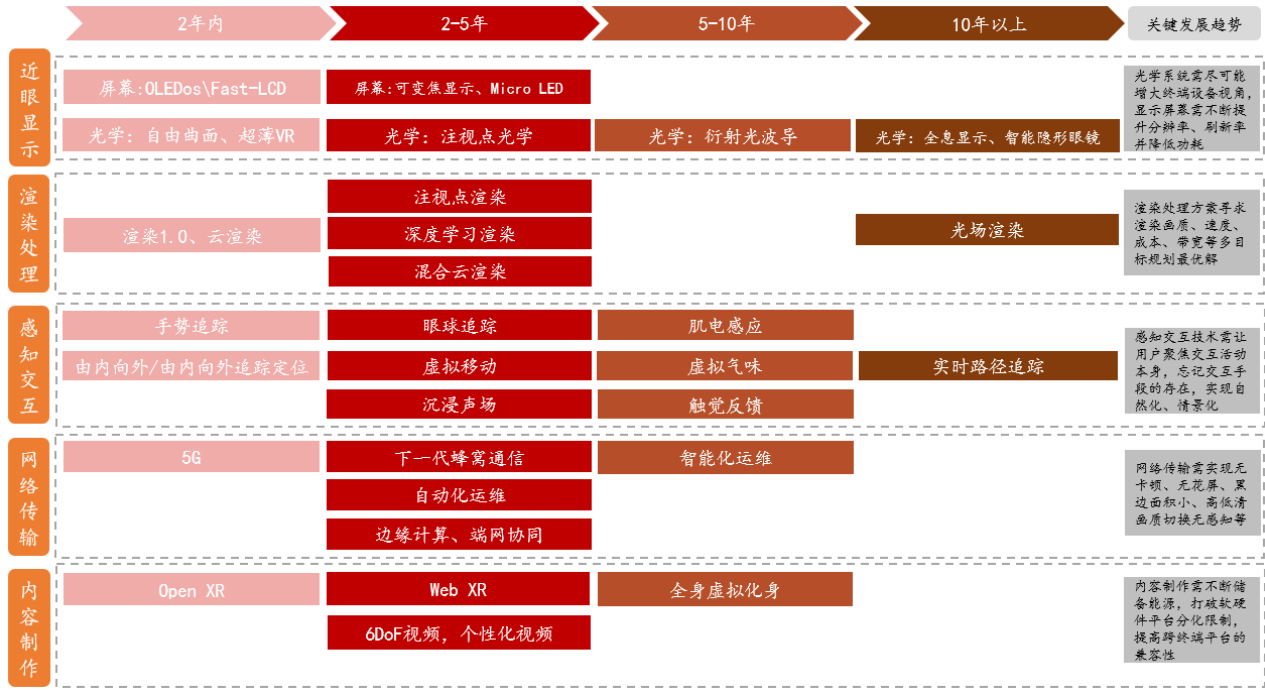 2年内
2-5年
5-10年
10年以上
关键发展趋势
近眼显示
屏幕:OLEDos\Fast-LCD
屏幕:可变焦显示、Micro LED
光学：自由曲面、超薄VR
光学：注视点光学
光学：衍射光波导
光学：全息显示、智能隐形眼镜
光学系统需尽可能
增大终端设备视角，
显示屏幕需不断提
升分辨率、刷新率
并降低功耗
渲染处理
渲染1.0、云渲染
注视点渲染
深度学习渲染
混合云渲染
光场渲染
渲染处理方案寻求
渲染画质、速度、
成本、带宽等多目
标规划最优解
感知交互
手势追踪
眼球追踪
肌电感应
由内向外/由内向外追踪定位
虚拟移动
虚拟气味
实时路径追踪
沉浸声场
触觉反馈
感知交互技术需让
用户聚焦交互活动
本身，忘记交互手
段的存在，实现自
然化、情景化
网络传输
5G
下一代蜂窝通信
智能化运维
自动化运维
边缘计算、端网协同
网络传输需实现无
卡顿、无花屏、黑
边面积小、高低清
画质切换无感知等
内容制作
Open XR
Web XR
全身虚拟化身
6DoF视频，个性化视频
内容制作需不断储
备能源，打破软硬
件平台分化限制，
提高跨终端平台的
兼容性